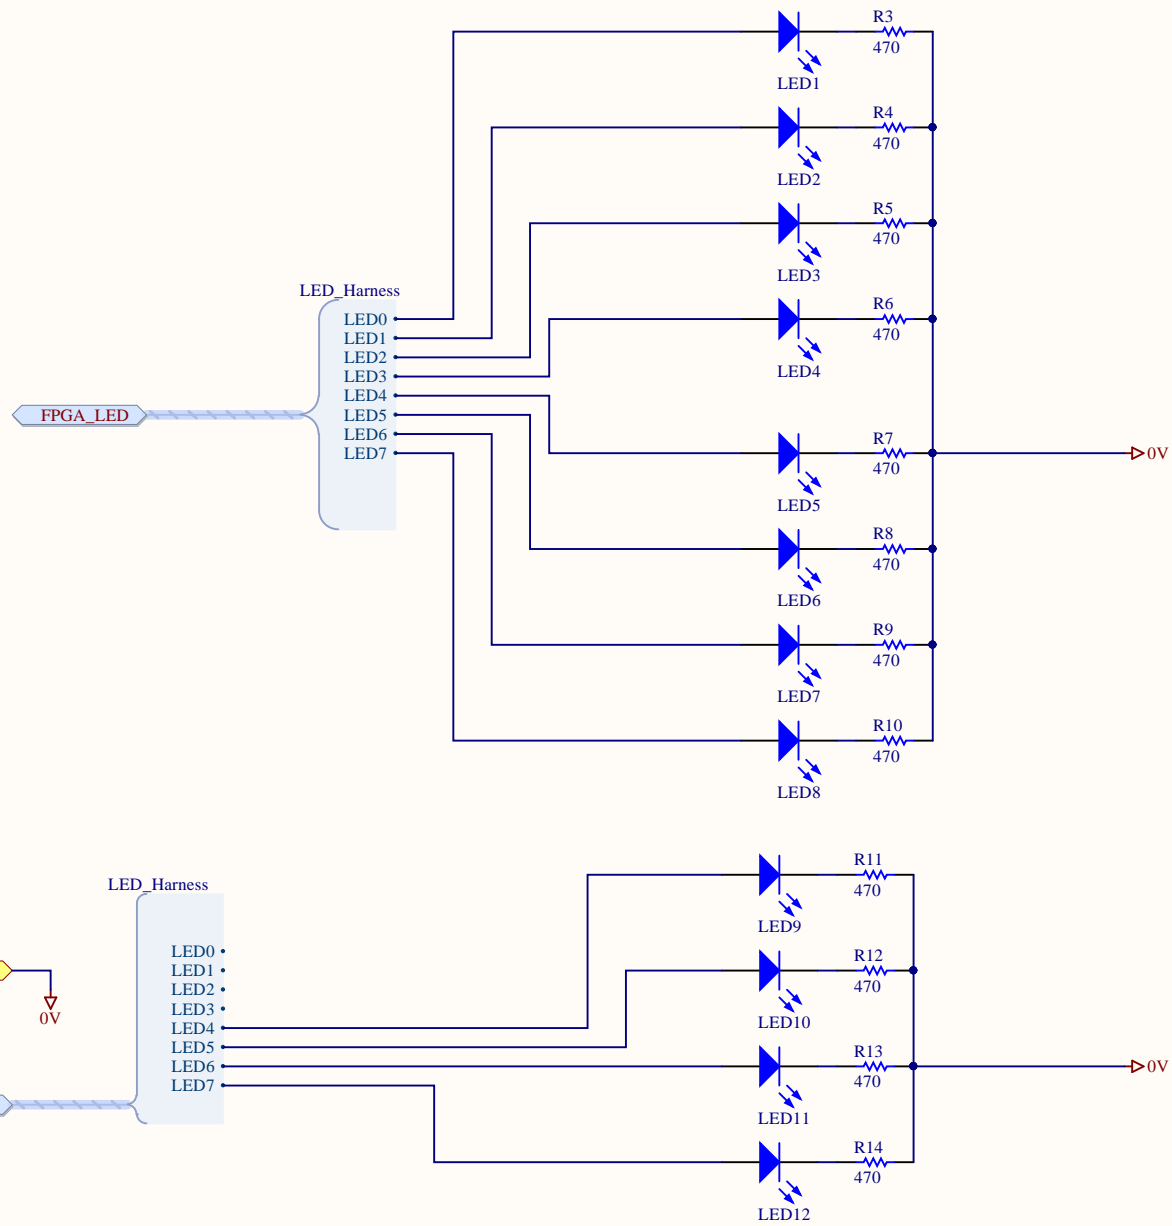 R3
470
LED1
R4
470
LED2
R5
470
LED3
LED_Harness
R6
470
LED0
LED1
LED2
LED3
LED4
LED4
FPGA_LED
LED5
LED6
LED7
R7
470
0V
LED5
R8
470
LED6
R9
470
LED7
R10
470
LED8
LED_Harness
R11
470
LED9
LED0
LED1
LED2
LED3
LED4
LED5
LED6
LED7
0V
R12
470
LED10
R13
470
0V
LED11
R14
470
LED12